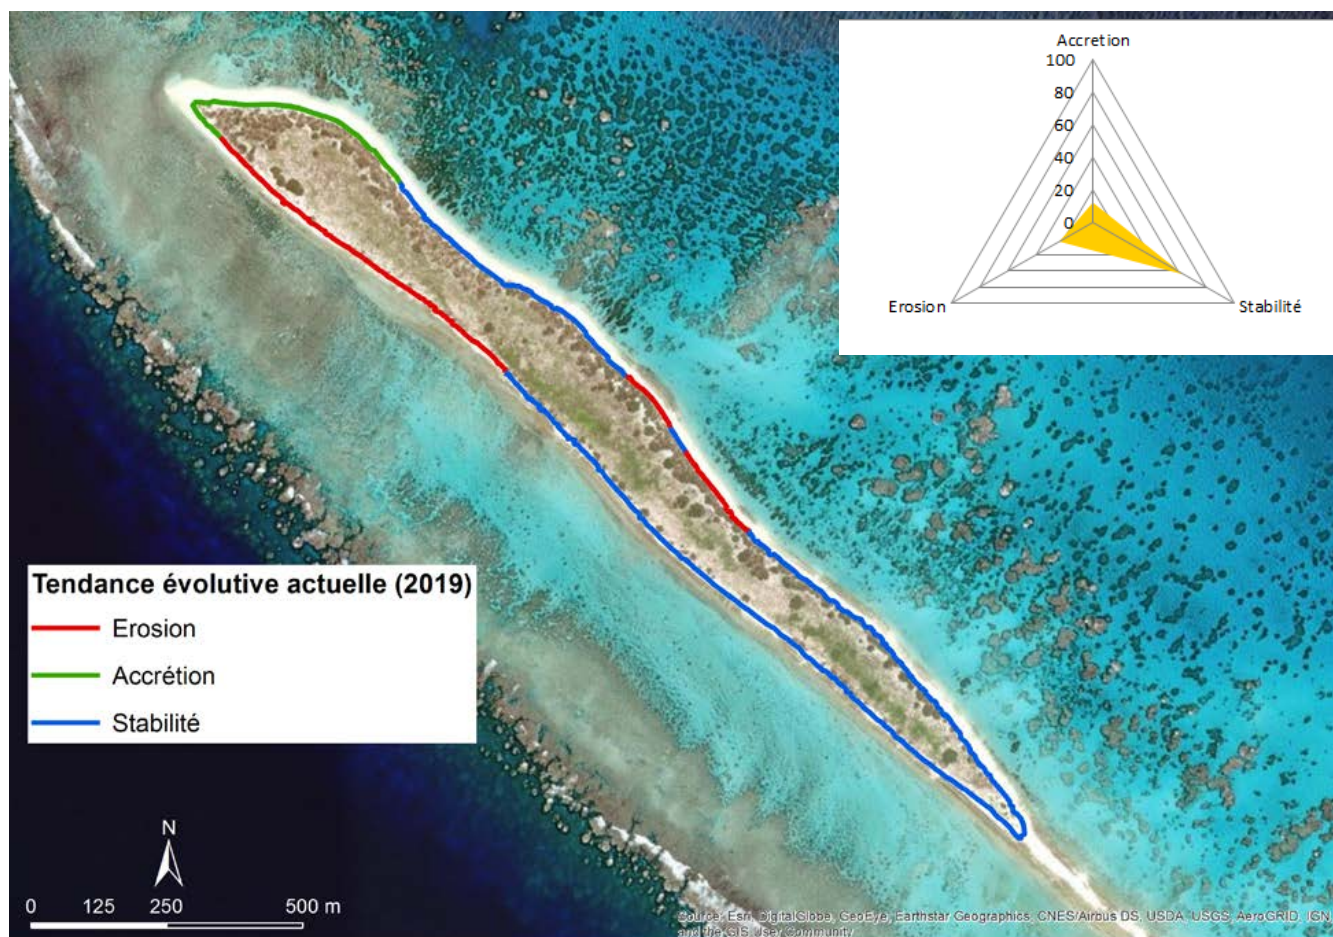 Accretion
100
80
60
40
20
0
Erosion
Stabilité
Tendance évolutive actuelle (2019)
Erosion
Accrétion
Stabilité
N
0 125 250 500 m
Source: Esri, DigitalGlobe, GeoEye, Earthstar Geographics, CNES/Airbus DS, USDA, USGS, AeroGRID, IGN,
and the GIS User Community